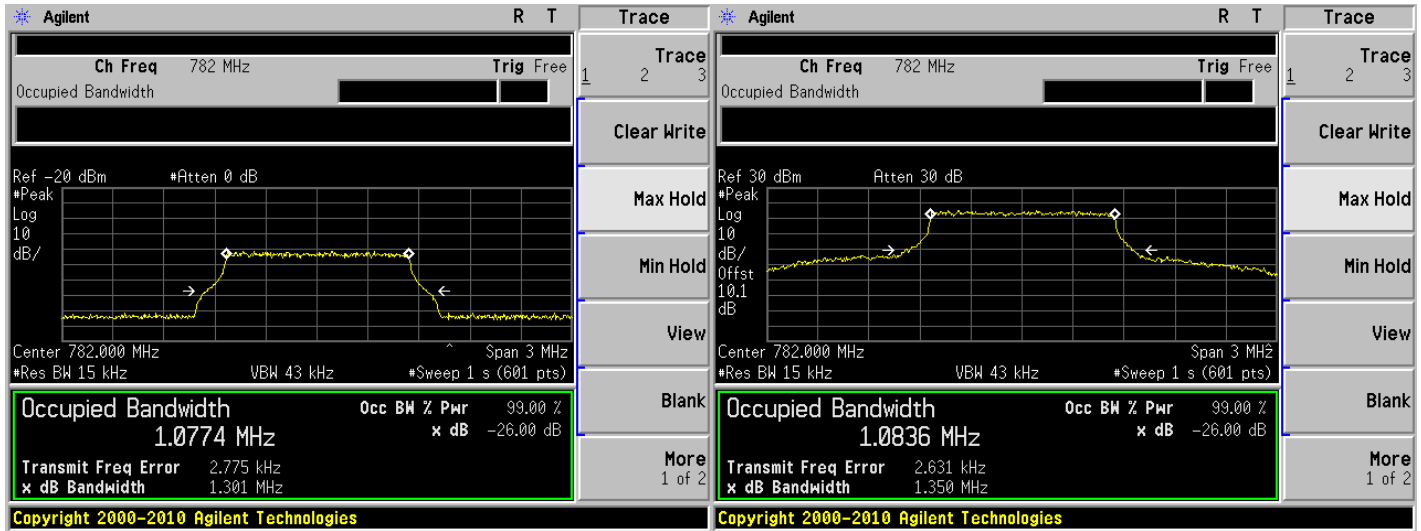 Agilent R T Trace
Ch Freq 782 MHz Trig Free
Occupied Bandwidth
Trace
1 2 3
Clear Write
Max Hold
Min Hold
View
Blank
More
1 of 2
Ref -20 dBm #Atten 0 dB
#Peak
Log
10
dB/
Center 782.000 MHz ^ Span 3 MHz
#Res BW 15 kHz VBW 43 kHz #Sweep 1 s (601 pts)
Occupied Bandwidth
1.0774 MHz
Occ BW % Pwr 99.00 %
x dB -26.00 dB
Transmit Freq Error 2.775 kHz
x dB Bandwidth 1.301 MHz
Copyright 2000-2010 Agilent Technologies
Agilent R T Trace
Ch Freq 782 MHz Trig Free
Occupied Bandwidth
Trace
1 2 3
Clear Write
Max Hold
Min Hold
View
Blank
More
1 of 2
Ref 30 dBm Atten 30 dB
#Peak
Log
10
dB/
Offst
10.1
dB
Center 782.000 MHz Span 3 MHz
#Res BW 15 kHz VBW 43 kHz #Sweep 1 s (601 pts)
Occupied Bandwidth
1.0836 MHz
Occ BW % Pwr 99.00 %
x dB -26.00 dB
Transmit Freq Error 2.631 kHz
x dB Bandwidth 1.350 MHz
Copyright 2000-2010 Agilent Technologies